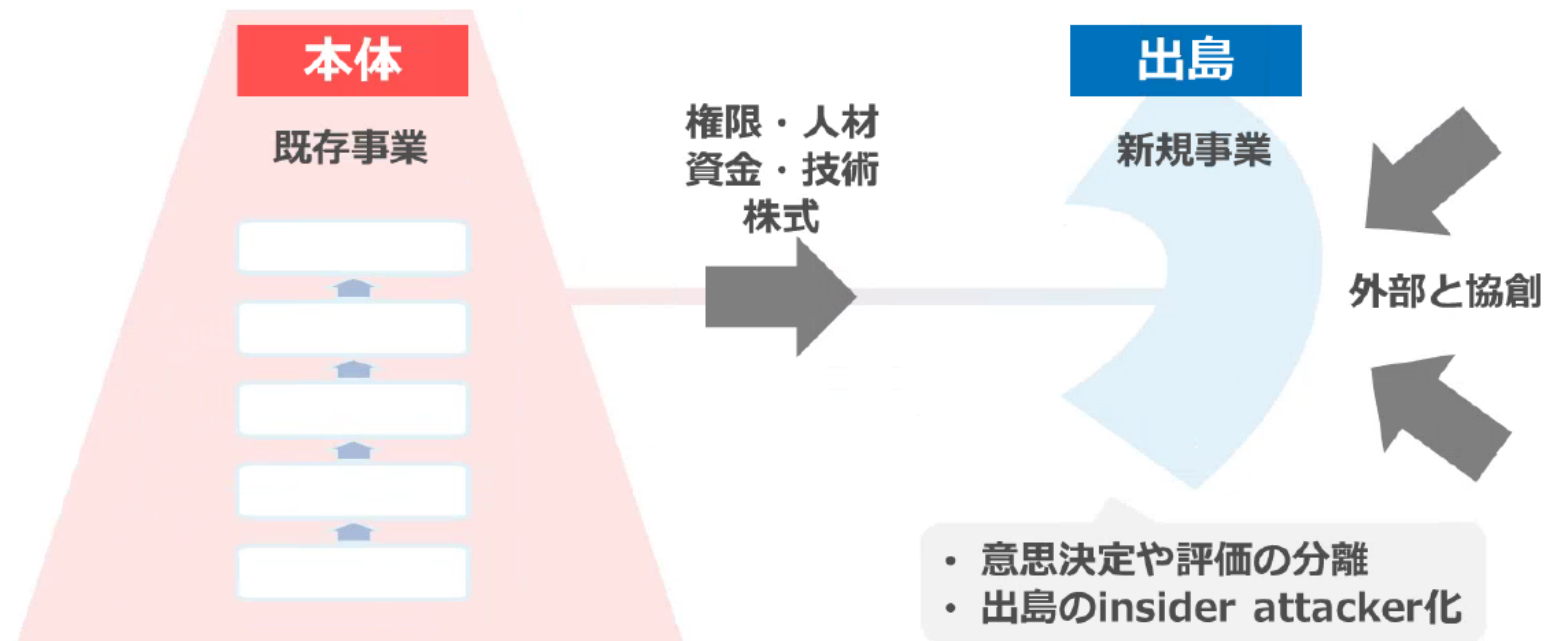 本体
既存事業
権限・人材
資金・技術
株式
出島
新規事業
外部と協創
• 意思決定や評価の分離
• 出島のinsider attacker化